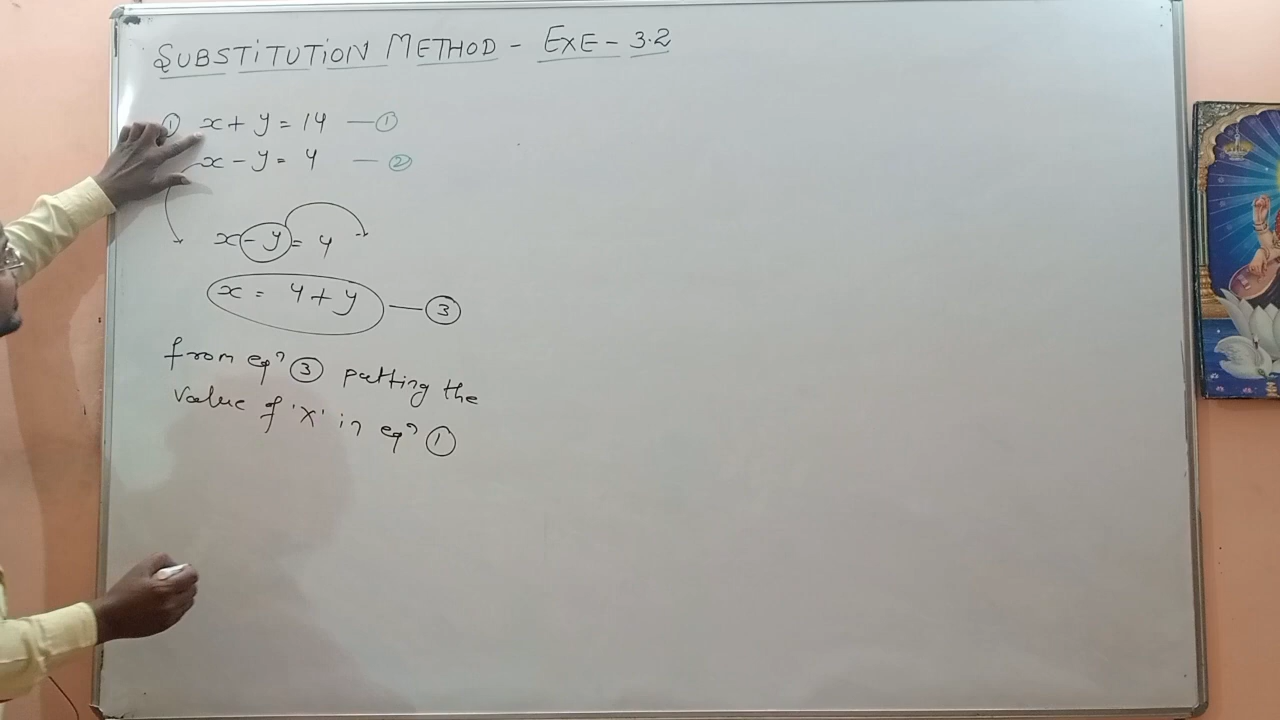 SUBSTITUTION METHOD - EXE - 3.2
① x + y = 14 — ①
x - y = 4 — ②
x - y = 4
x = 4 + y — ③
from eqⁿ ③ putting the
value of 'X' in eqⁿ ①